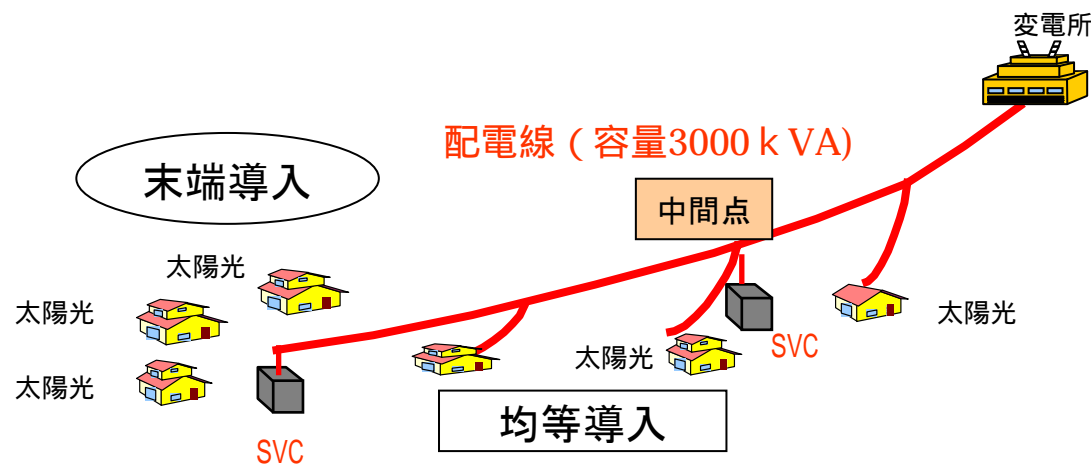 変電所
配電線（容量3000ｋVA)
末端導入
中間点
太陽光
太陽光
太陽光
太陽光
太陽光
SVC
均等導入
SVC